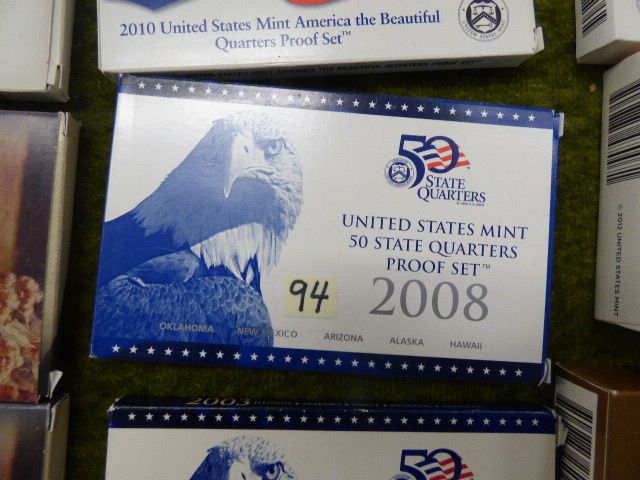 2010 United States Mint America the Beautiful
Quarters Proof Set™
50
STATE
QUARTERS
UNITED STATES MINT
50 STATE QUARTERS
PROOF SET™
2008
94
OKLAHOMA NEW MEXICO ARIZONA ALASKA HAWAII
© 2012 UNITED STATES MINT
2003
50